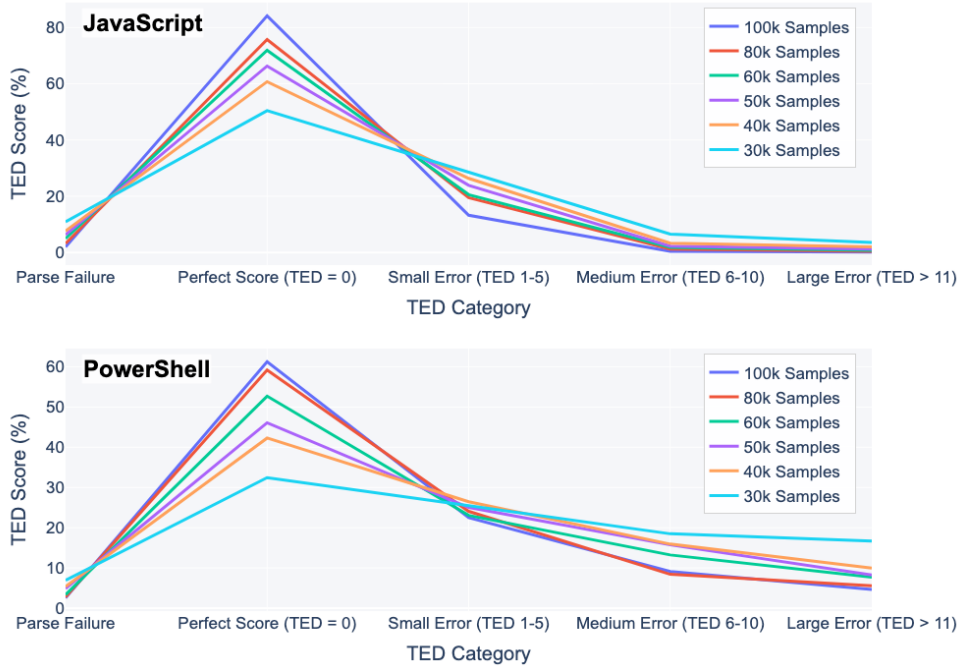 JavaScript
100k Samples
80k Samples
60k Samples
50k Samples
40k Samples
30k Samples
TED Score (%)
80
60
40
20
0
Parse Failure Perfect Score (TED = 0) Small Error (TED 1-5) Medium Error (TED 6-10) Large Error (TED > 11)
TED Category
PowerShell
100k Samples
80k Samples
60k Samples
50k Samples
40k Samples
30k Samples
TED Score (%)
60
50
40
30
20
10
0
Parse Failure Perfect Score (TED = 0) Small Error (TED 1-5) Medium Error (TED 6-10) Large Error (TED > 11)
TED Category